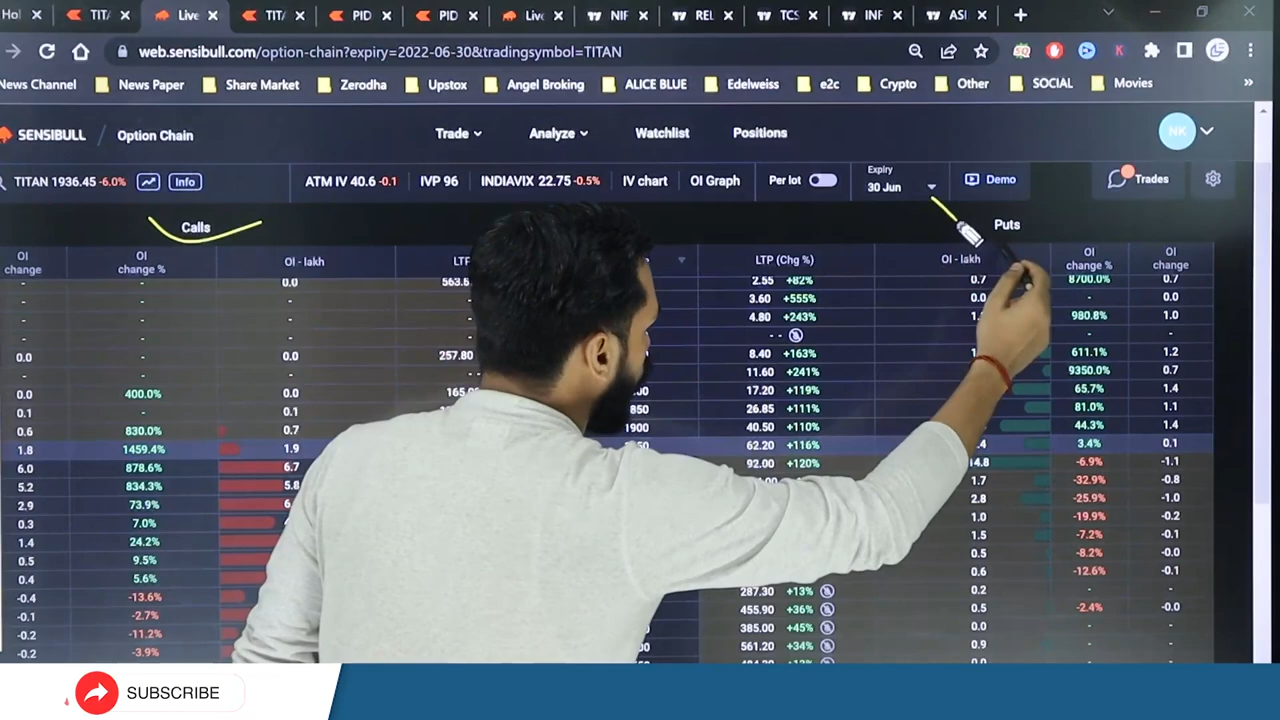 Hol TITA Live TITA PID PID Live NIF REL TCS INF ASI
web.sensibull.com/option-chain?expiry=2022-06-30&tradingsymbol=TITAN
News Channel News Paper Share Market Zerodha Upstox Angel Broking ALICE BLUE Edelweiss e2c Crypto Other SOCIAL Movies »
SENSIBULL / Option Chain Trade Analyze Watchlist Positions NK
TITAN 1936.45 -6.0% Info ATM IV 40.6 -0.1 IVP 96 INDIAVIX 22.75 -0.5% IV chart OI Graph Per lot Expiry 30 Jun Demo Trades
Calls Puts
OI change OI change % OI - lakh LTP LTP (Chg %) OI - lakh OI change % OI change
- - 0.0 563.8 2.55 +82% 0.7 8700.0% 0.7
- - 3.60 +555% 0.0 - 0.0
- - 4.80 +243% 980.8% 1.0
- - - - - -
0.0 - 0.0 257.80 8.40 +163% 611.1% 1.2
- - 11.60 +241% 9350.0% 0.7
0.0 400.0% 0.0 165.0 17.20 +119% 65.7% 1.4
0.1 - 0.1 850 26.85 +111% 81.0% 1.1
0.6 830.0% 0.7 1900 40.50 +110% 44.3% 1.4
1.8 1459.4% 1.9 62.20 +116% 3.4% 0.1
6.0 878.6% 6.7 92.00 +120% 14.8 -6.9% -1.1
5.2 834.3% 5.8 1.7 -32.9% -0.8
2.9 73.9% 2.8 -25.9% -1.0
0.3 7.0% 1.0 -19.9% -0.2
1.4 24.2% 1.5 -7.2% -0.1
0.5 9.5% 0.5 -8.2% -0.0
0.4 5.6% 0.6 -12.6% -0.1
-0.4 -13.6% 287.30 +13% 0.2 - -
-0.1 -2.7% 455.90 +36% 0.5 -2.4% -0.0
-0.2 -11.2% 385.00 +45% 0.0 - -
-0.2 -3.9% 561.20 +34% 0.9 - -
SUBSCRIBE